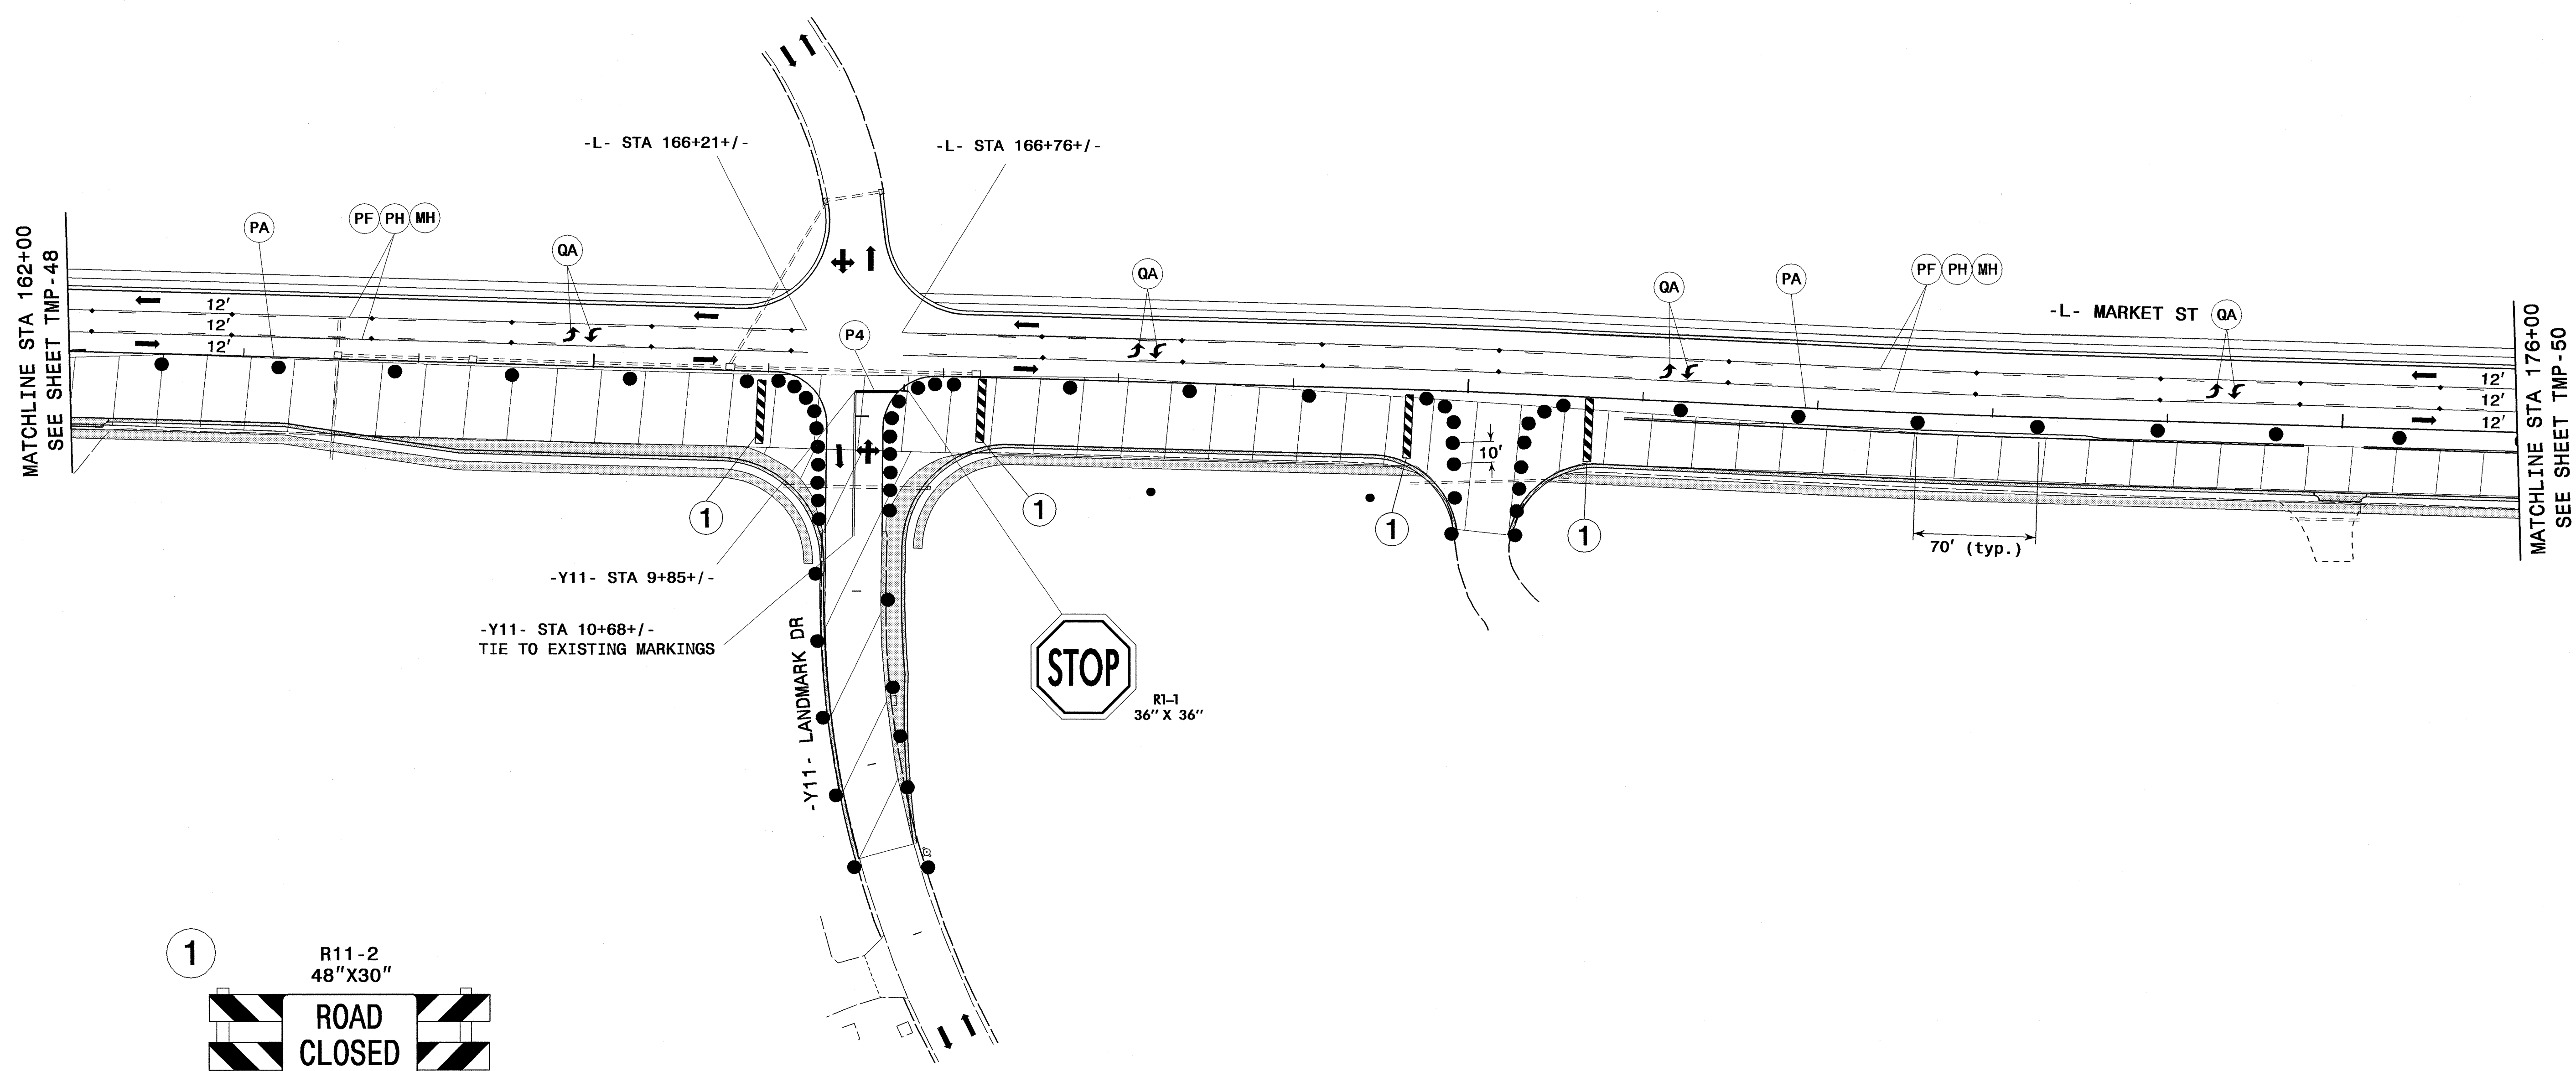 MATCHLINE STA 162+00
SEE SHEET TMP-48
-L- STA 166+21+/-
-L- STA 166+76+/-
PA
PF PH MH
QA
QA
QA
PA
PF PH MH
-L- MARKET ST
QA
12'
12'
12'
P4
12'
12'
12'
MATCHLINE STA 176+00
SEE SHEET TMP-50
10'
1
1
1
1
70' (typ.)
-Y11- STA 9+85+/-
-Y11- STA 10+68+/-
TIE TO EXISTING MARKINGS
-Y11- LANDMARK DR
STOP
R1-1
36" X 36"
1
R11-2
48"X30"
ROAD
CLOSED